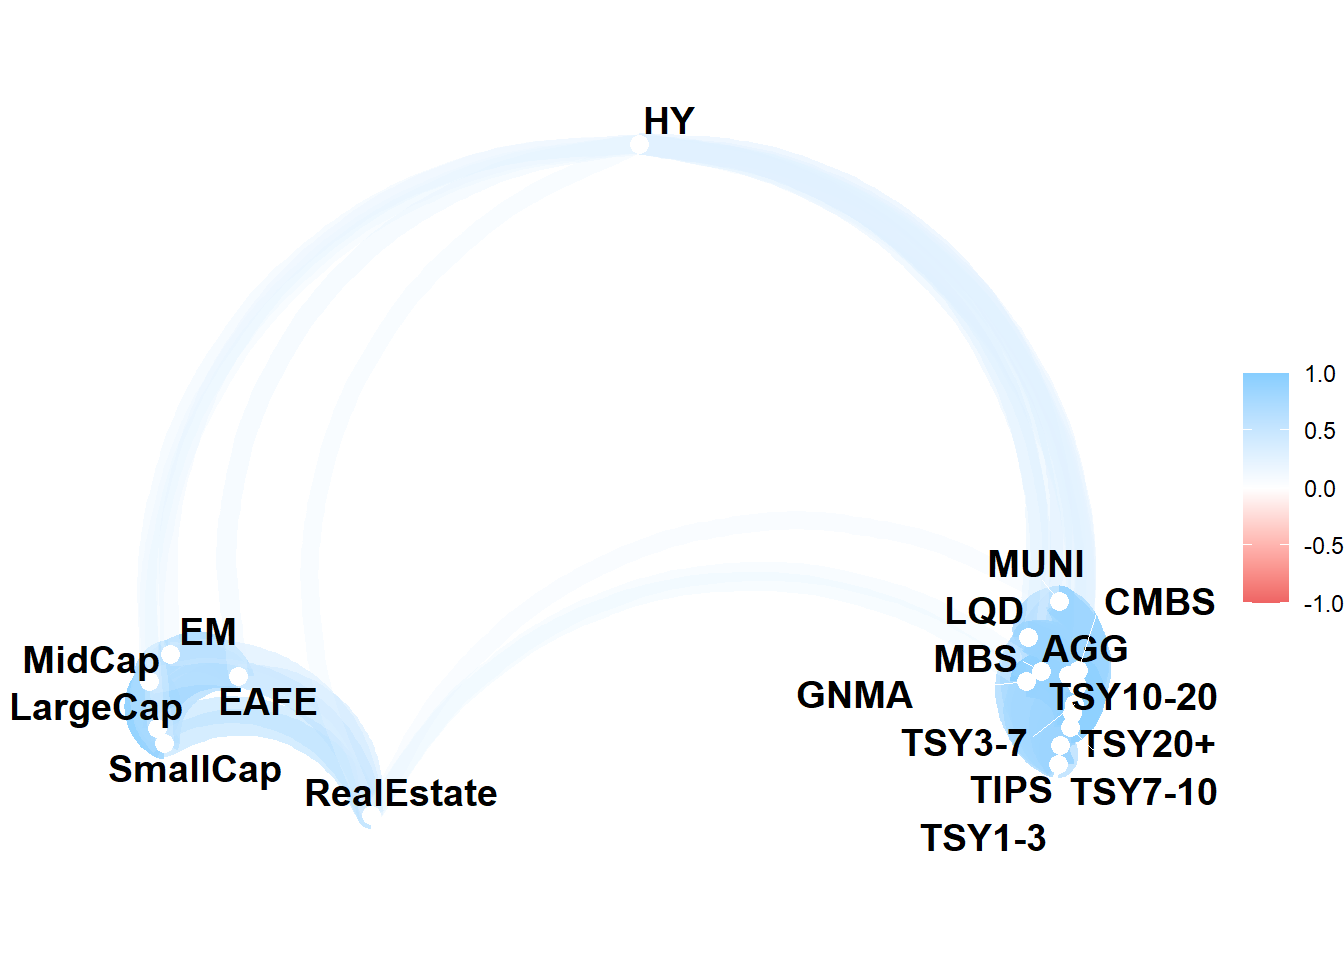 HY
1.0
0.5
0.0
-0.5
-1.0
MUNI
CMBS
LQD
EM
AGG
MidCap
MBS
GNMA
TSY10-20
EAFE
LargeCap
TSY3-7
TSY20+
SmallCap
RealEstate
TIPS
TSY7-10
TSY1-3